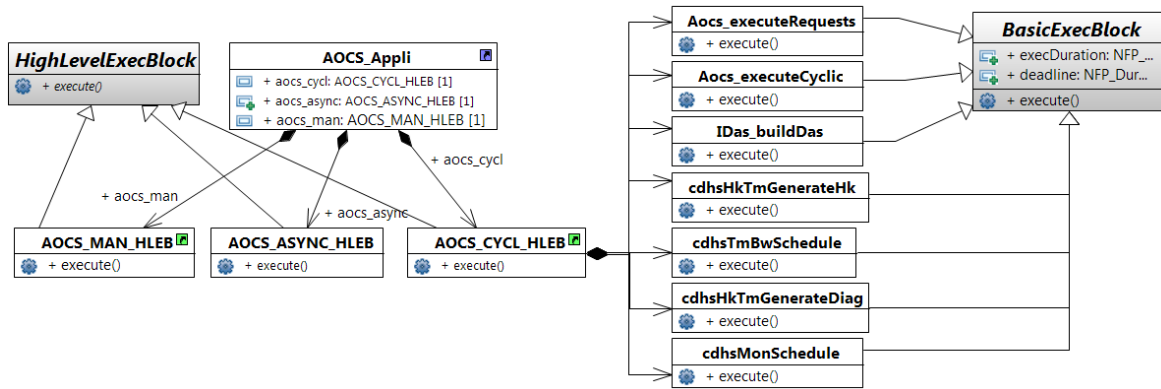 HighLevelExecBlock
+ execute()
AOCS_Appli
+ aocs_cycl: AOCS_CYCL_HLEB [1]
+ aocs_async: AOCS_ASYNC_HLEB [1]
+ aocs_man: AOCS_MAN_HLEB [1]
+ aocs_man
+ aocs_async
+ aocs_cycl
AOCS_MAN_HLEB
+ execute()
AOCS_ASYNC_HLEB
+ execute()
AOCS_CYCL_HLEB
+ execute()
Aocs_executeRequests
+ execute()
Aocs_executeCyclic
+ execute()
IDas_buildDas
+ execute()
cdhsHkTmGenerateHk
+ execute()
cdhsTmBwSchedule
+ execute()
cdhsHkTmGenerateDiag
+ execute()
cdhsMonSchedule
+ execute()
BasicExecBlock
+ execDuration: NFP_...
+ deadline: NFP_Dur...
+ execute()